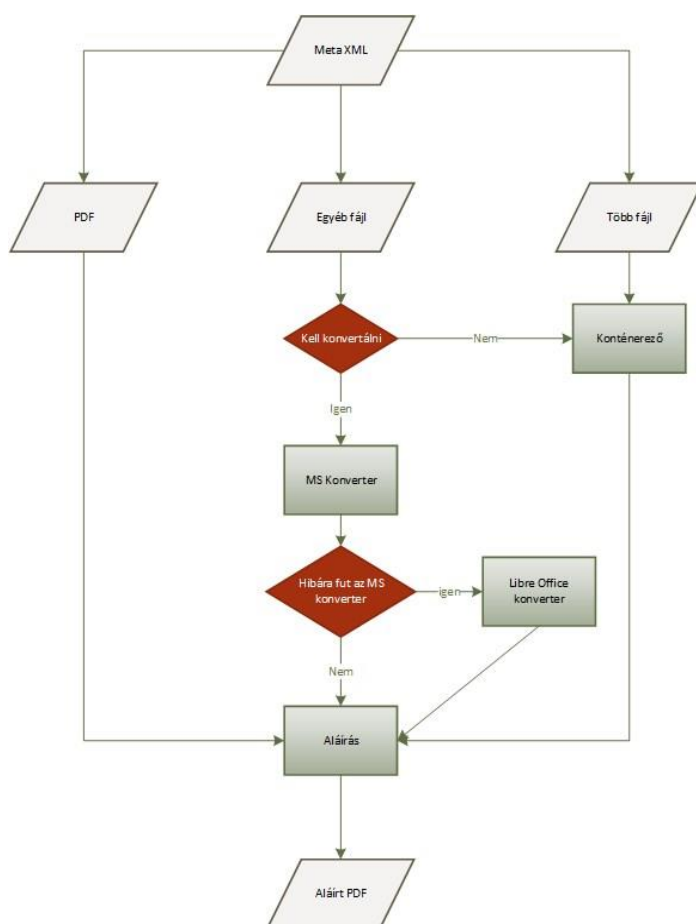 Meta XML
PDF
Egyéb fájl
Több fájl
Kell konvertálni
Nem
Konténerező
Igen
MS Konverter
Hibára fut az MS
konverter
igen
Libre Office
konverter
Nem
Aláírás
Aláírt PDF